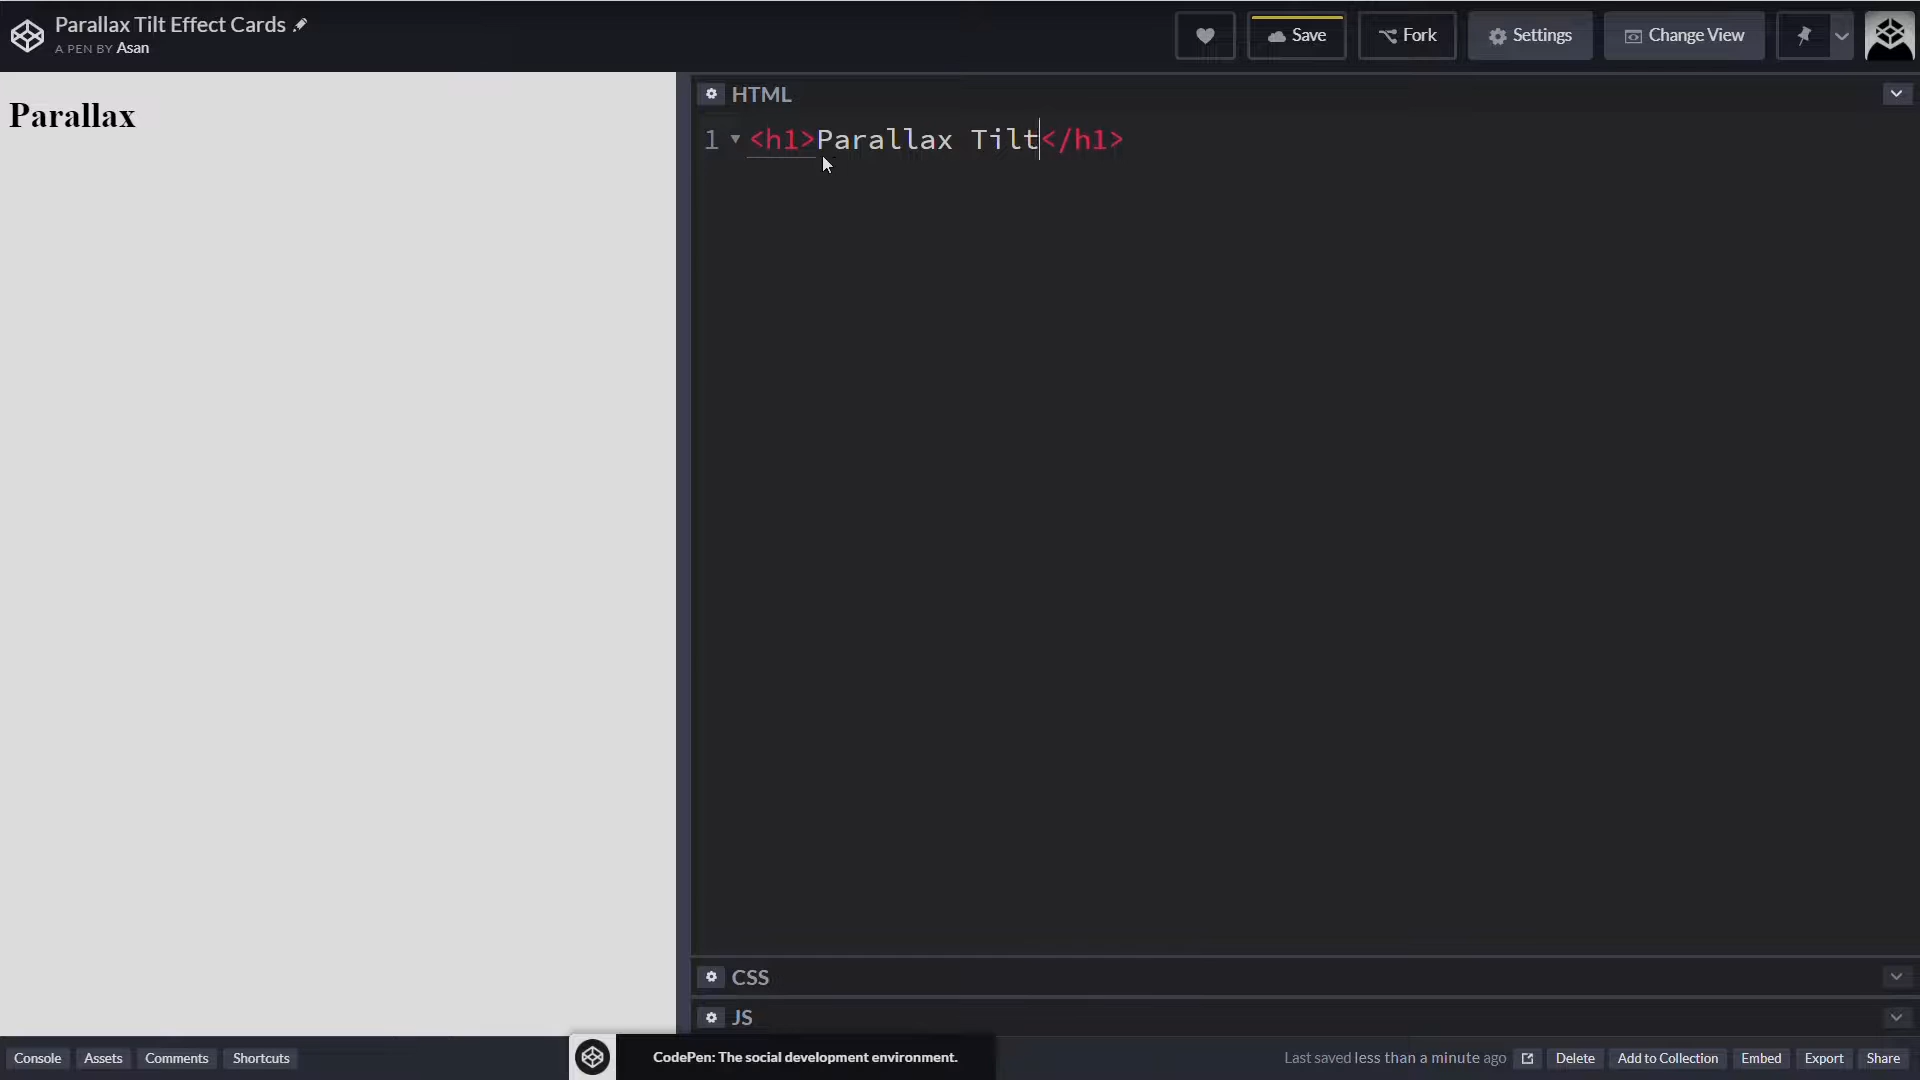 Parallax Tilt Effect Cards
A PEN BY Asan
Save
Fork
Settings
Change View
Parallax
HTML
1 <h1>Parallax Tilt</h1>
CSS
JS
Console
Assets
Comments
Shortcuts
CodePen: The social development environment.
Last saved less than a minute ago
Delete
Add to Collection
Embed
Export
Share